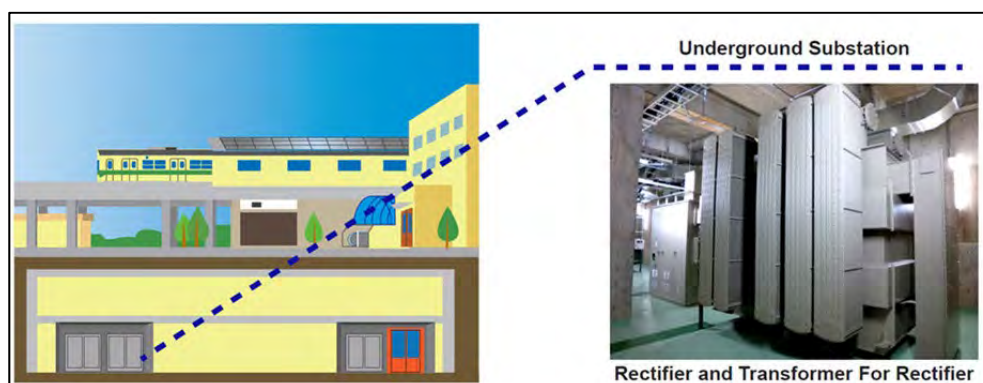 Underground Substation
Rectifier and Transformer For Rectifier